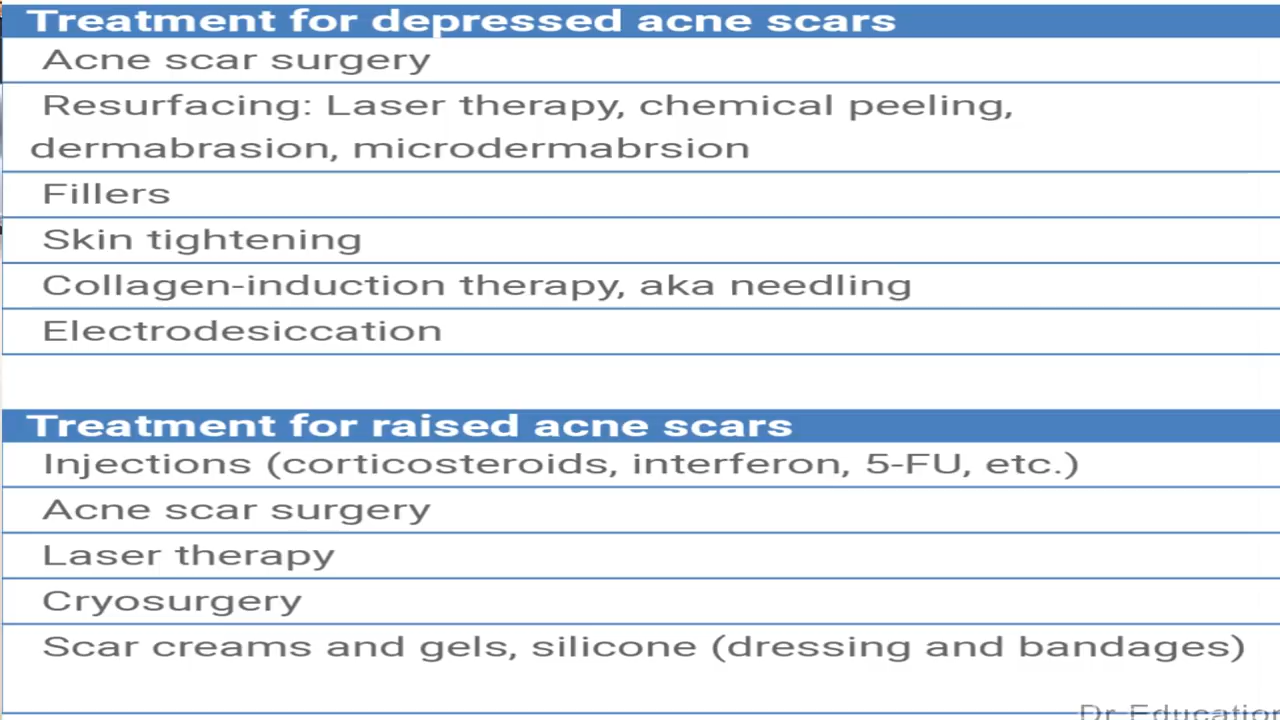 Treatment for depressed acne scars
Acne scar surgery
Resurfacing: Laser therapy, chemical peeling,
dermabrasion, microdermabrsion
Fillers
Skin tightening
Collagen-induction therapy, aka needling
Electrodesiccation
Treatment for raised acne scars
Injections (corticosteroids, interferon, 5-FU, etc.)
Acne scar surgery
Laser therapy
Cryosurgery
Scar creams and gels, silicone (dressing and bandages)
Dr Education